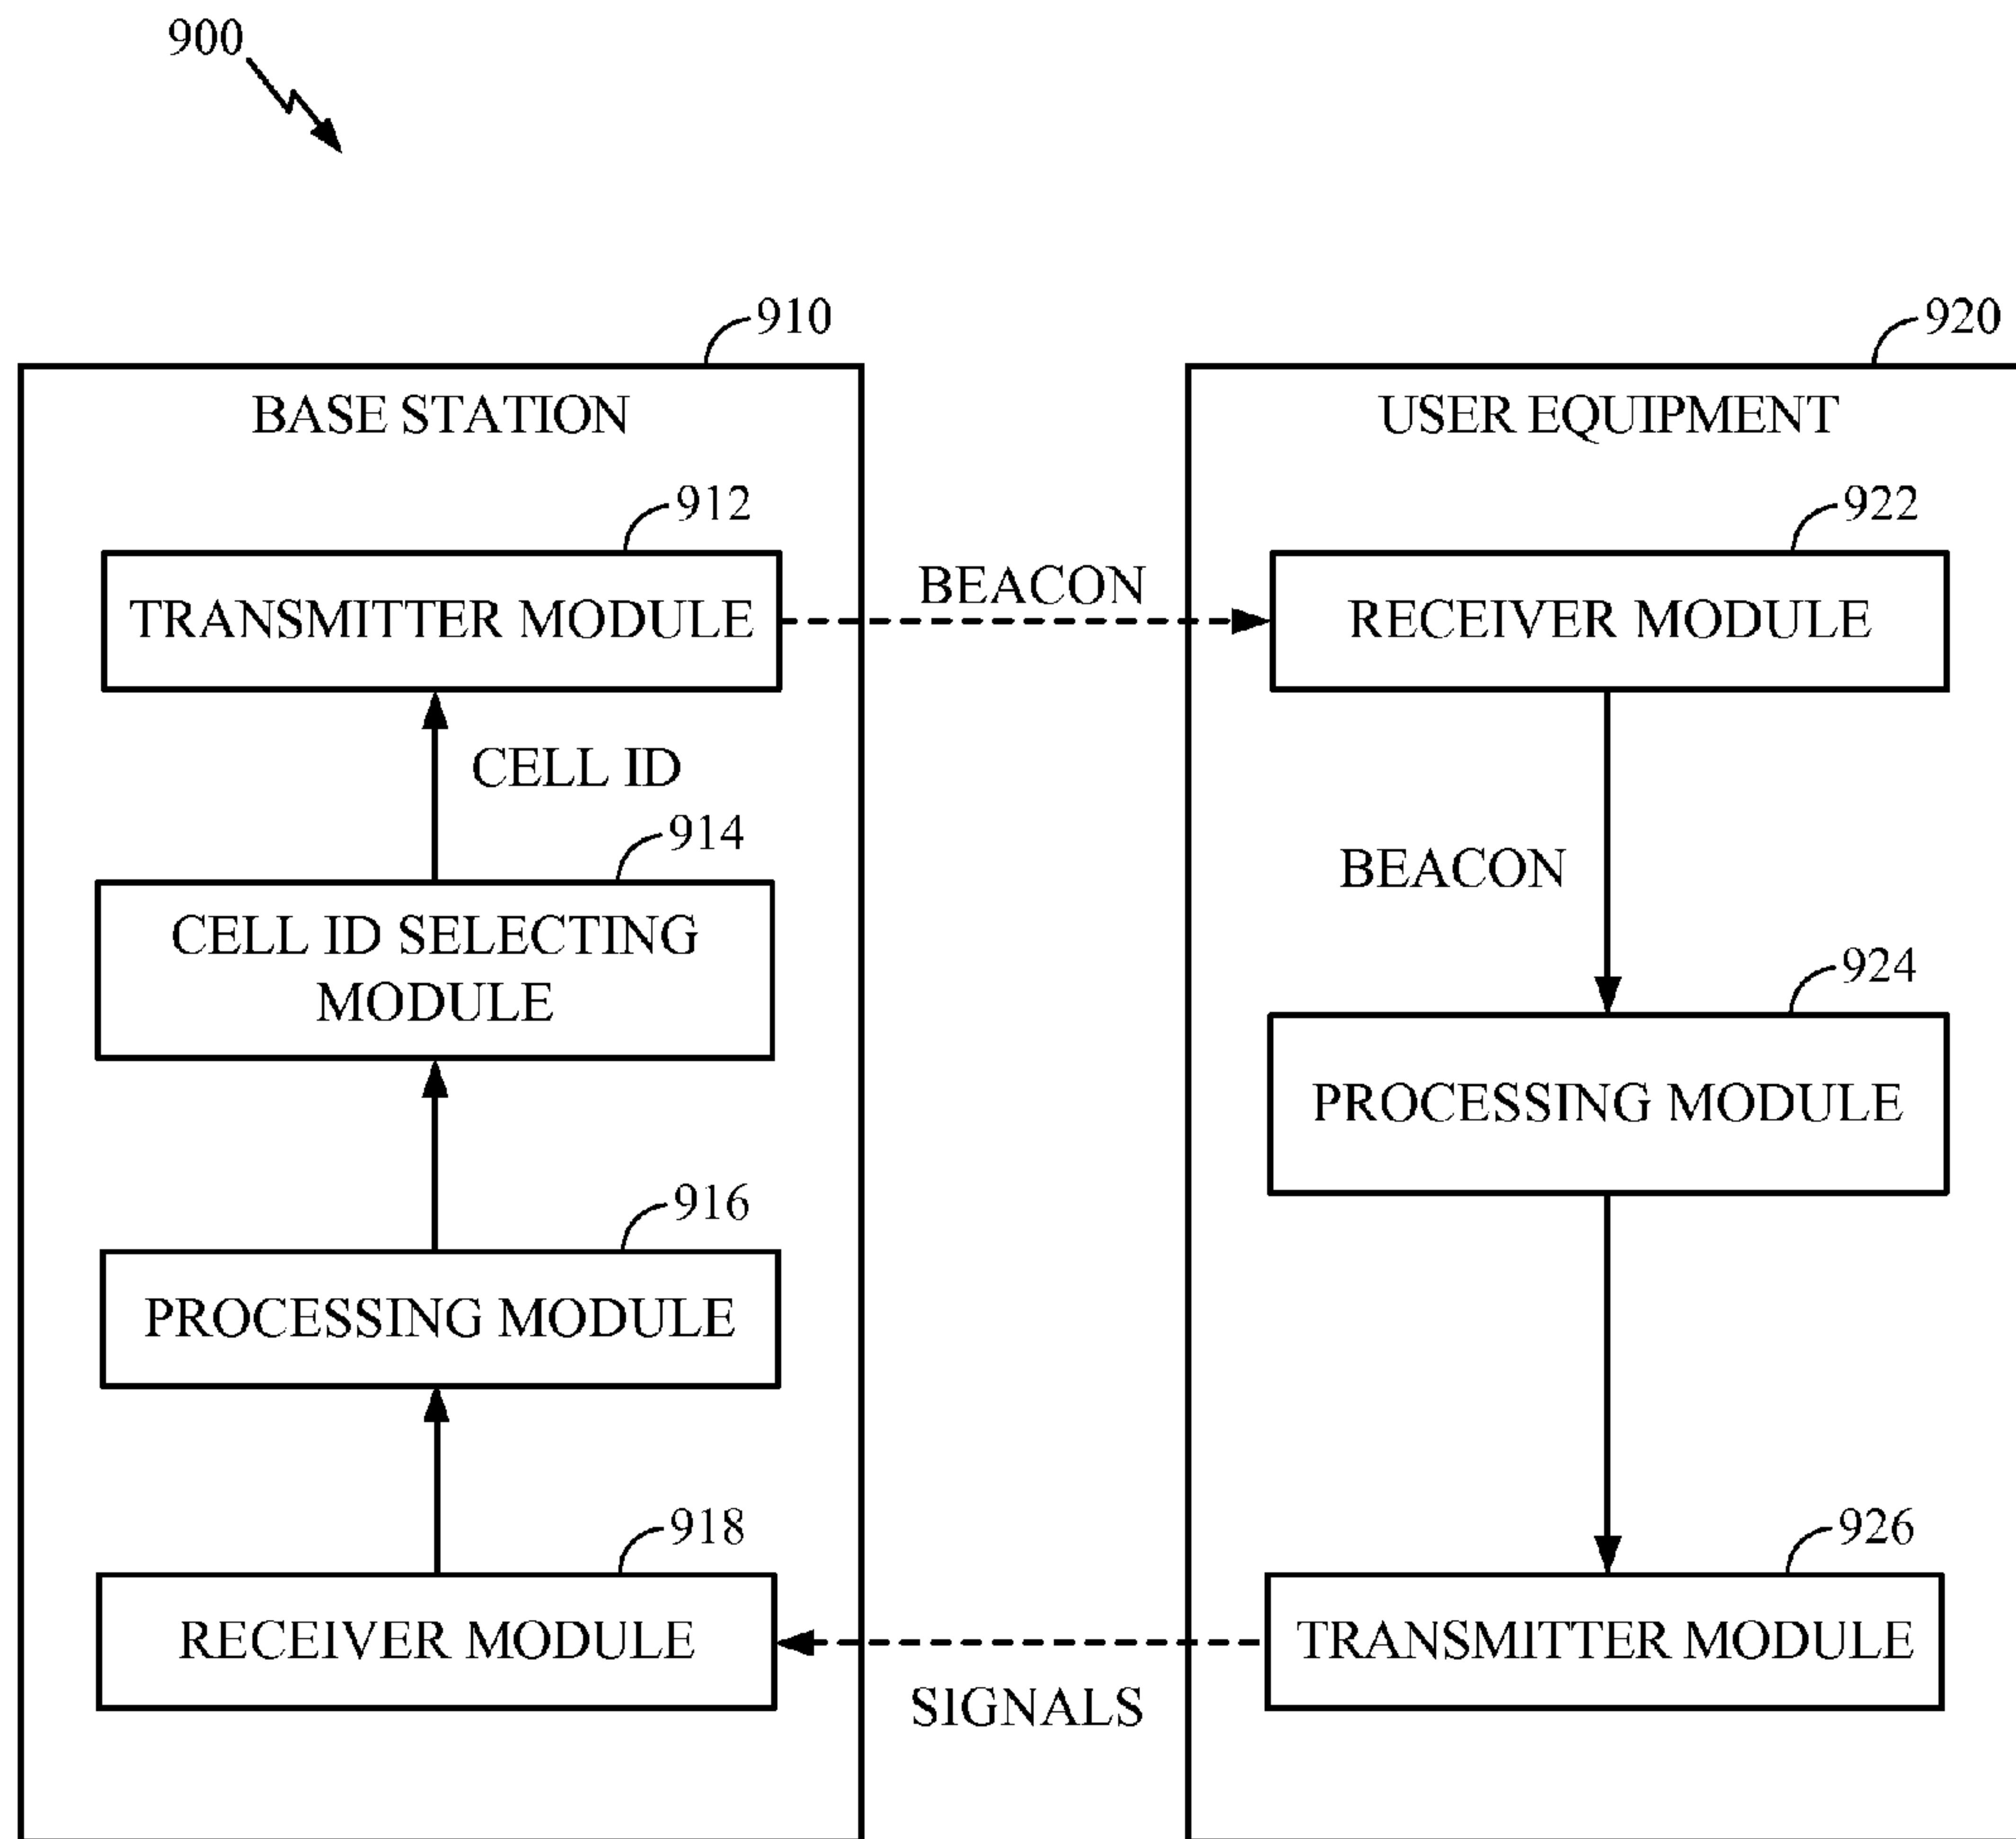 900
910
BASE STATION
912
TRANSMITTER MODULE
CELL ID
914
CELL ID SELECTING
MODULE
916
PROCESSING MODULE
918
RECEIVER MODULE
BEACON
SIGNALS
920
USER EQUIPMENT
922
RECEIVER MODULE
BEACON
924
PROCESSING MODULE
926
TRANSMITTER MODULE